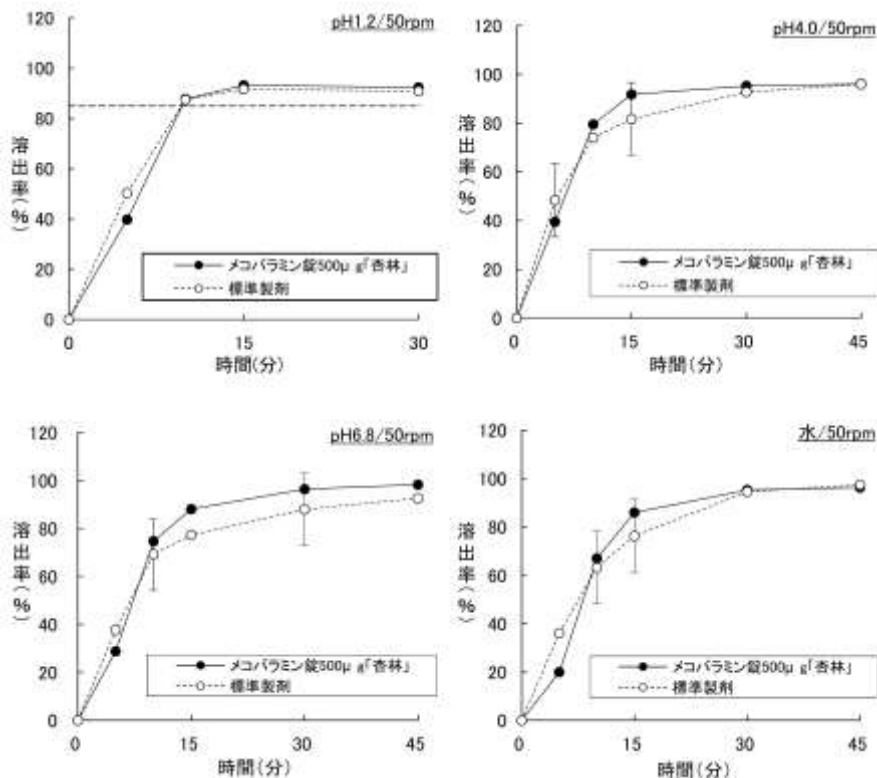 pH1.2/50rpm
120
100
80
60
40
20
0
溶出率(%)
0
15
30
時間(分)
メコバラミン錠500μg「杏林」
標準製剤
pH4.0/50rpm
120
100
80
60
40
20
0
溶出率(%)
0
15
30
45
時間(分)
メコバラミン錠500μg「杏林」
標準製剤
pH6.8/50rpm
120
100
80
60
40
20
0
溶出率(%)
0
15
30
45
時間(分)
メコバラミン錠500μg「杏林」
標準製剤
水/50rpm
120
100
80
60
40
20
0
溶出率(%)
0
15
30
45
時間(分)
メコバラミン錠500μg「杏林」
標準製剤